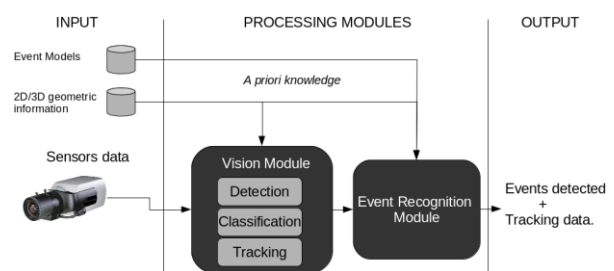 INPUT
PROCESSING MODULES
OUTPUT
Event Models
A priori knowledge
2D/3D geometric
information
Sensors data
Vision Module
Detection
Classification
Tracking
Event Recognition
Module
Events detected
+
Tracking data.